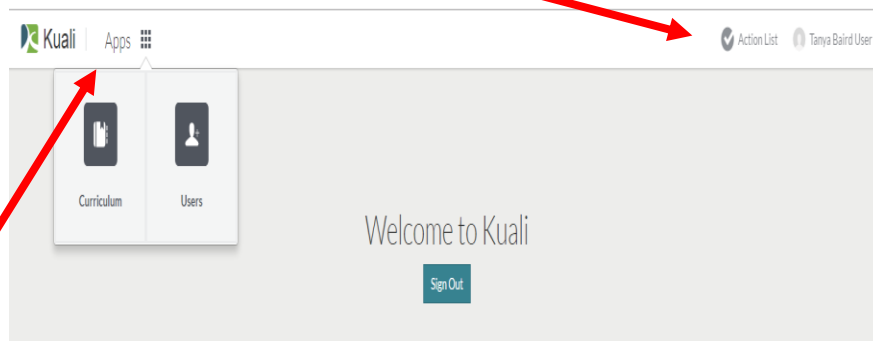 Kuali Apps Action List Tanya Baird User
Curriculum Users
Welcome to Kuali
Sign Out